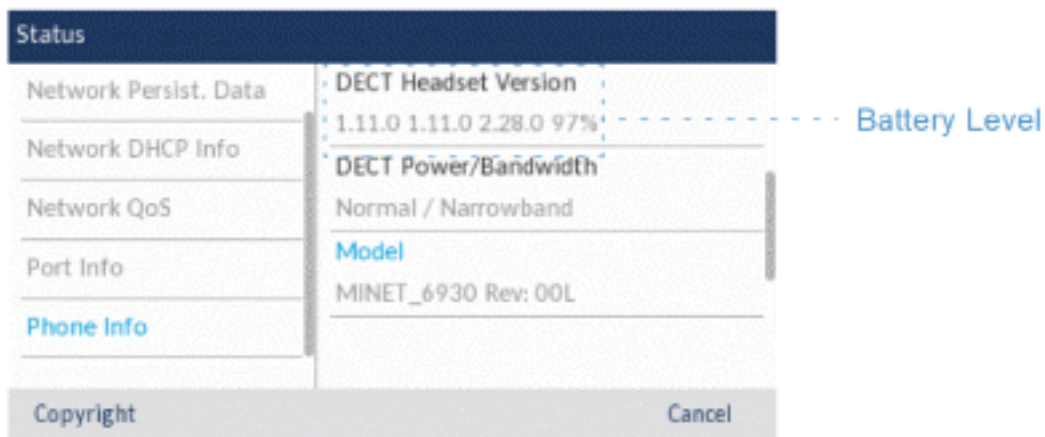 Status
Network Persist. Data
Network DHCP Info
Network QoS
Port Info
Phone Info
DECT Headset Version
1.11.0 1.11.0 2.28.0 97%
Battery Level
DECT Power/Bandwidth
Normal / Narrowband
Model
MINET_6930 Rev: 00L
Copyright
Cancel